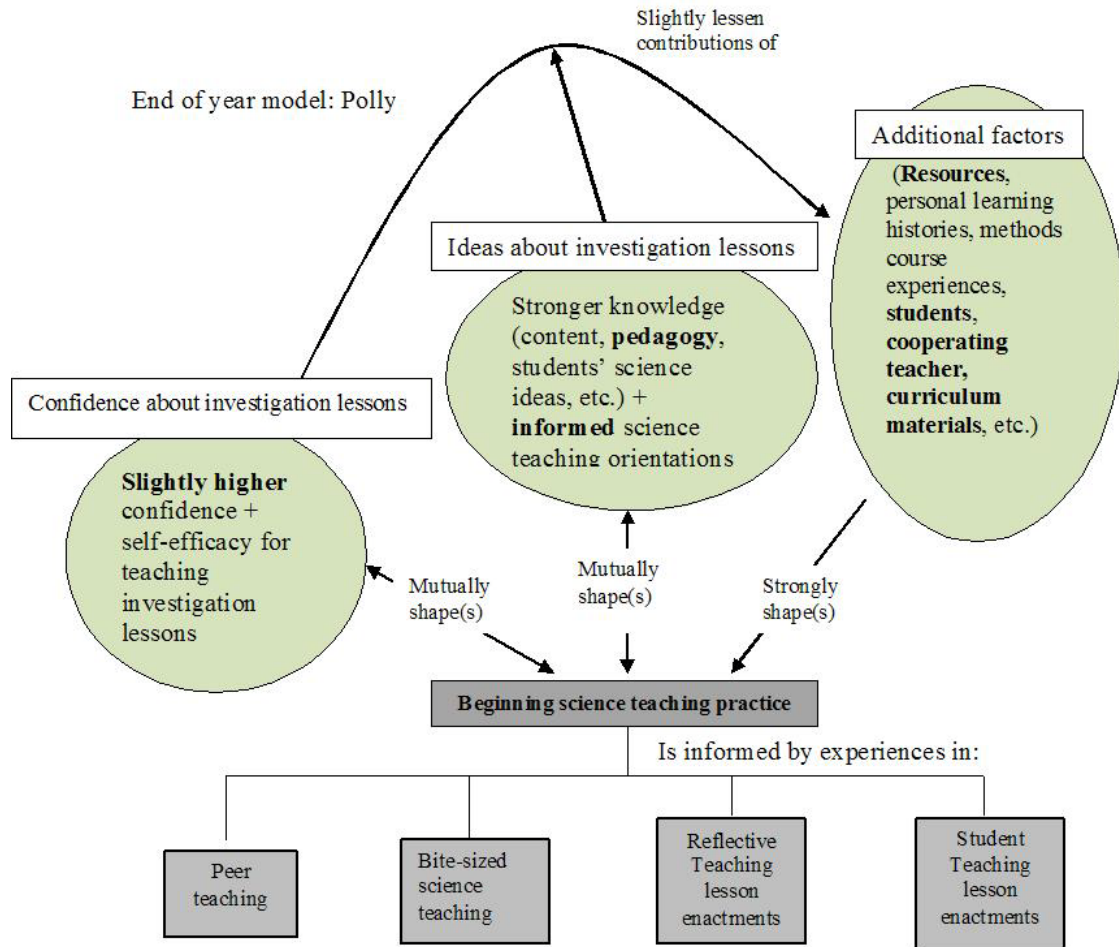 Slightly lessen
contributions of
End of year model: Polly
Additional factors
(Resources,
personal learning
histories, methods
course
experiences,
students,
cooperating
teacher,
curriculum
materials, etc.)
Ideas about investigation lessons
Stronger knowledge
(content, pedagogy,
students’ science
ideas, etc.) +
informed science
teaching orientations
Confidence about investigation lessons
Slightly higher
confidence +
self-efficacy for
teaching
investigation
lessons
Mutually
shape(s)
Mutually
shape(s)
Strongly
shape(s)
Beginning science teaching practice
Is informed by experiences in:
Peer
teaching
Bite-sized
science
teaching
Reflective
Teaching
lesson
enactments
Student
Teaching
lesson
enactments